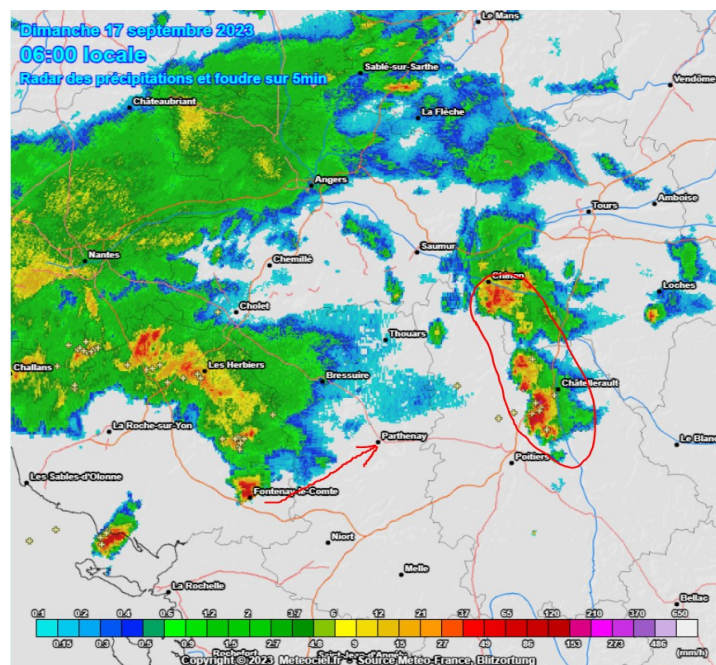 Dimanche 17 septembre 2023
06:00 locale
Radar des précipitations et foudre sur 5min
Le Mans
Sablé-sur-Sarthe
Vendôme
Châteaubriant
La Flèche
Angers
Amboise
Tours
Saumur
Nantes
Chemillé
Chinon
Loches
Cholet
Thouars
Challans
Les Herbiers
Bressuire
Châtellerault
La Roche-sur-Yon
Parthenay
Le Blanc
Poitiers
Les Sables-d'Olonne
Fontenay-le-Comte
Niort
Melle
La Rochelle
Bellac
0.1 0.2 0.4 0.6 1.2 2 3.7 6 12 21 37 65 120 210 370 650
0.15 0.3 0.5 0.9 1.5 2.7 4.8 9 15 27 49 86 153 273 486 (mm/h)
Rochefort
Copyright © 2023 Meteociel.fr - Source Meteo-France, Blitzortung